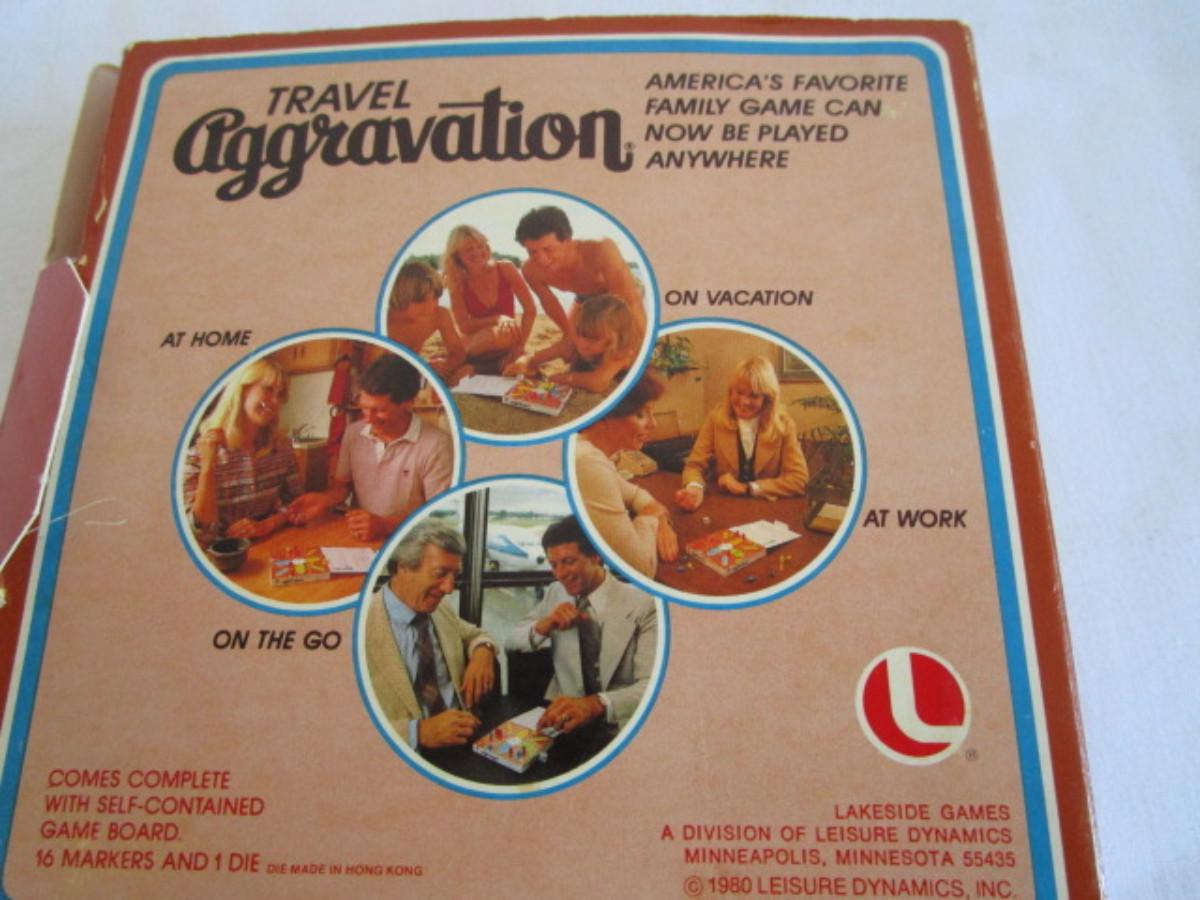 TRAVEL
Aggravation®
AMERICA'S FAVORITE
FAMILY GAME CAN
NOW BE PLAYED
ANYWHERE
ON VACATION
AT HOME
AT WORK
ON THE GO
L
®
COMES COMPLETE
WITH SELF-CONTAINED
GAME BOARD.
16 MARKERS AND 1 DIE DIE MADE IN HONG KONG
LAKESIDE GAMES
A DIVISION OF LEISURE DYNAMICS
MINNEAPOLIS, MINNESOTA 55435
© 1980 LEISURE DYNAMICS, INC.